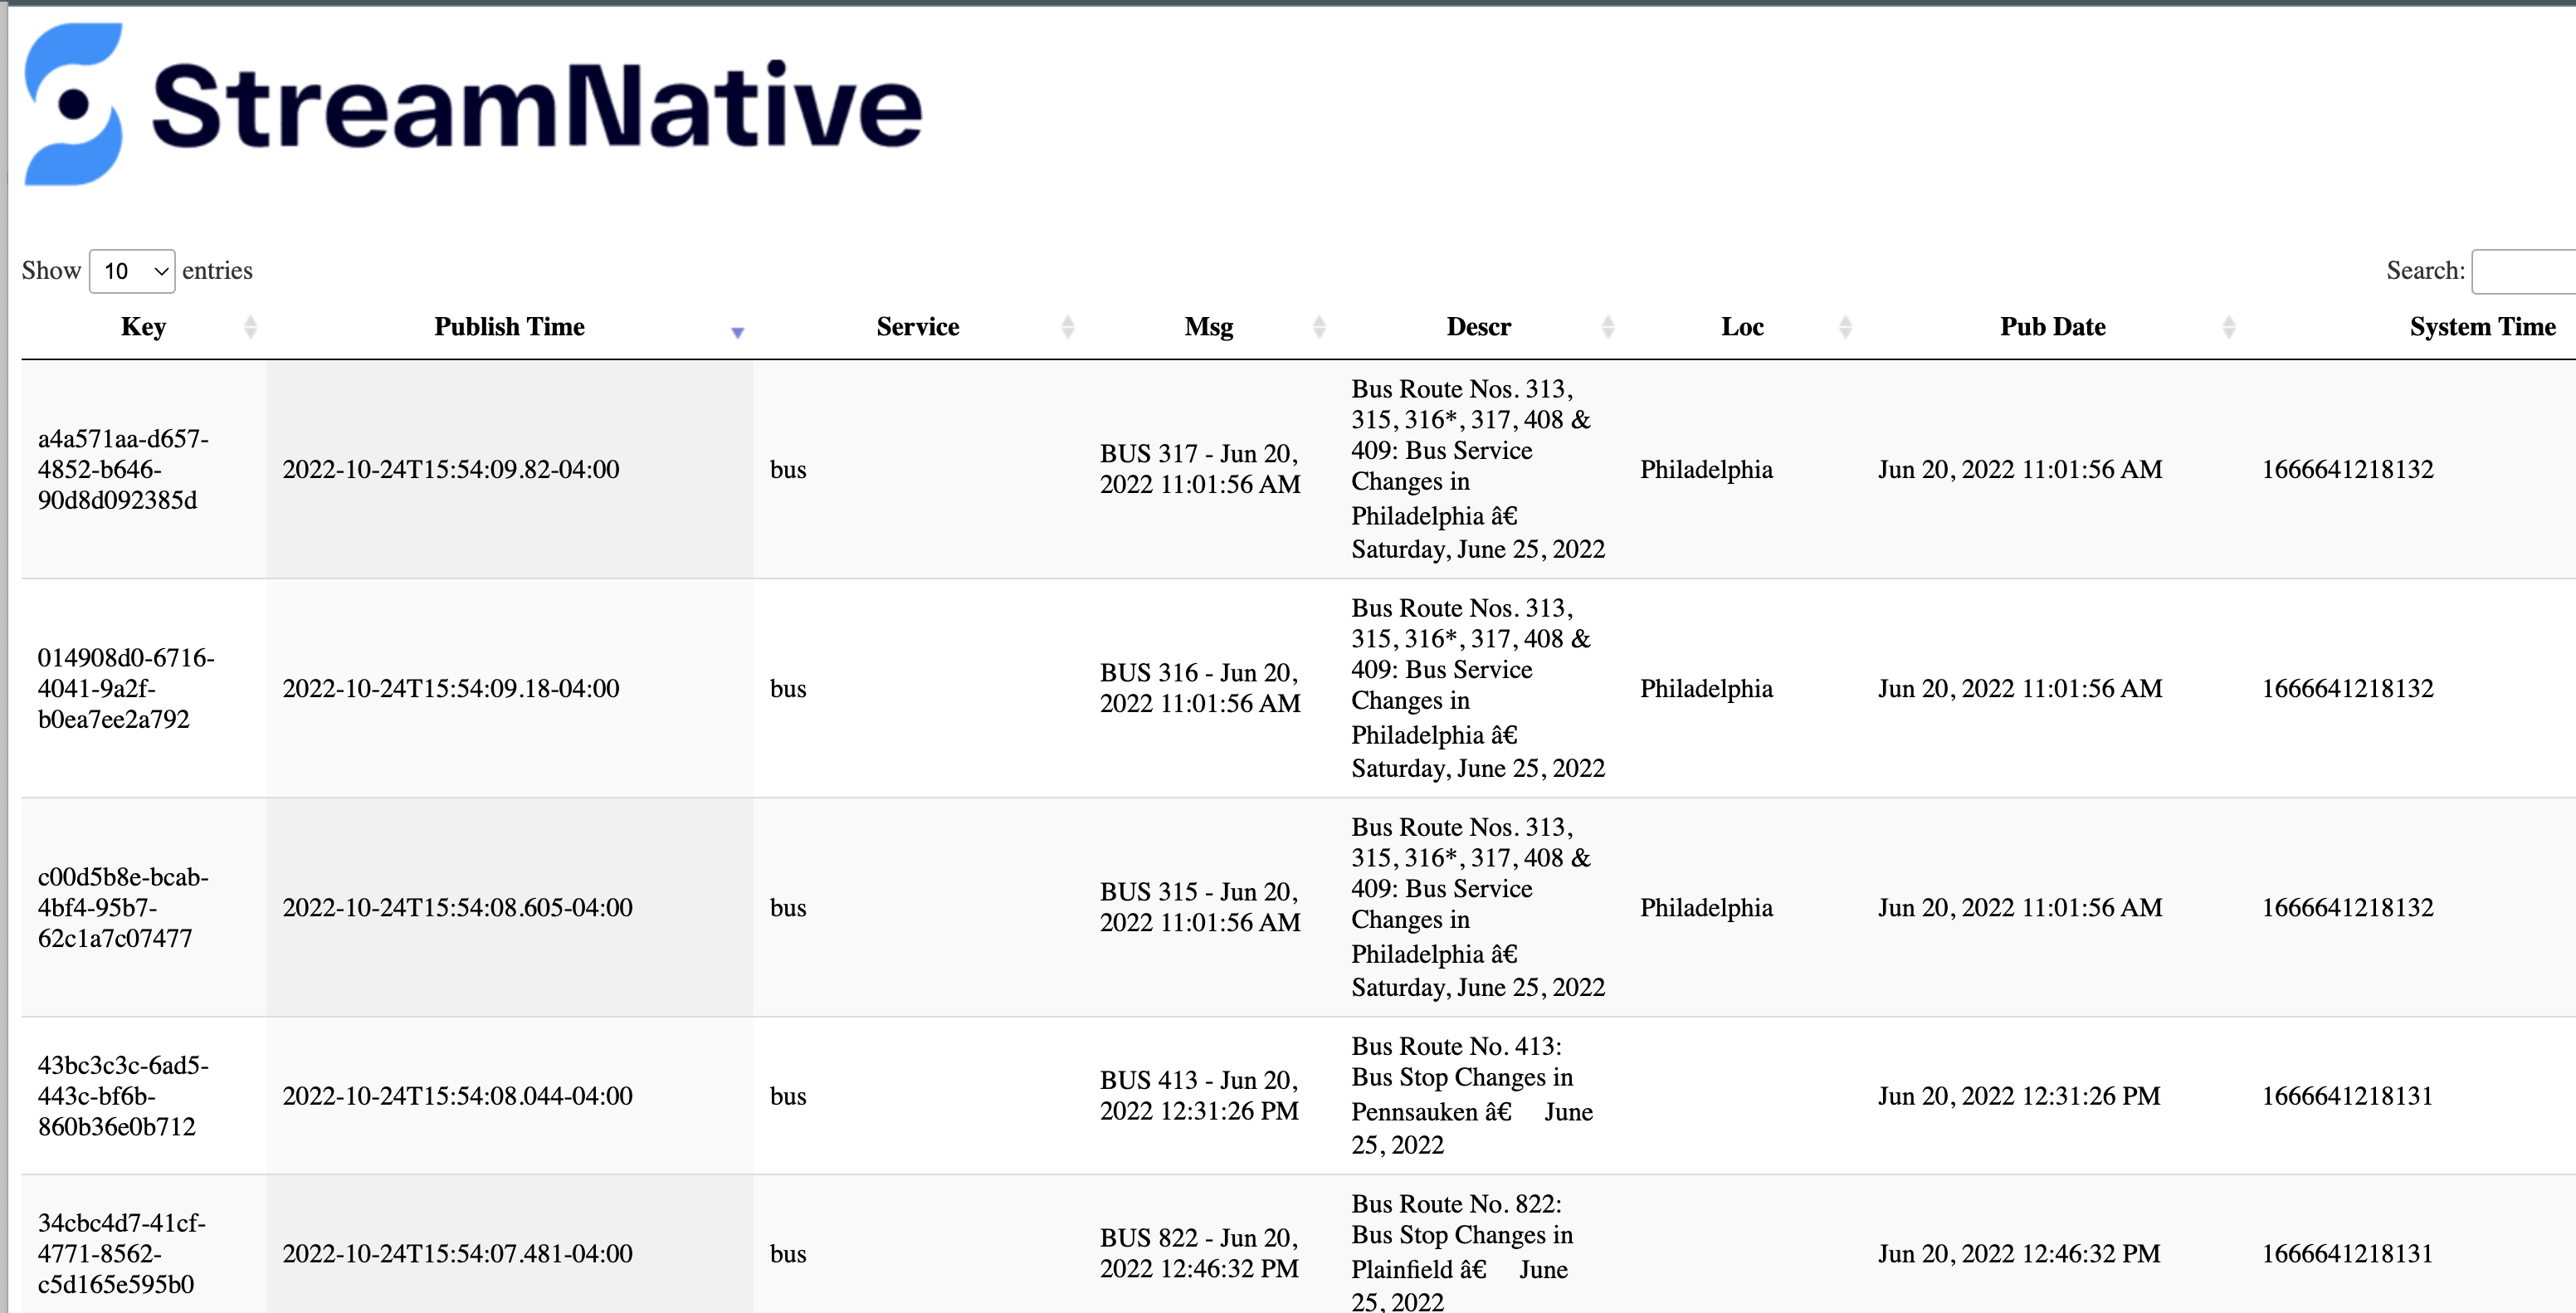 StreamNative
Show 10 entries
Search:
Key Publish Time Service Msg Descr Loc Pub Date System Time
a4a571aa-d657-
4852-b646-
90d8d092385d
2022-10-24T15:54:09.82-04:00
bus
BUS 317 - Jun 20,
2022 11:01:56 AM
Bus Route Nos. 313,
315, 316*, 317, 408 &
409: Bus Service
Changes in
Philadelphia â€
Saturday, June 25, 2022
Philadelphia
Jun 20, 2022 11:01:56 AM
1666641218132
014908d0-6716-
4041-9a2f-
b0ea7ee2a792
2022-10-24T15:54:09.18-04:00
bus
BUS 316 - Jun 20,
2022 11:01:56 AM
Bus Route Nos. 313,
315, 316*, 317, 408 &
409: Bus Service
Changes in
Philadelphia â€
Saturday, June 25, 2022
Philadelphia
Jun 20, 2022 11:01:56 AM
1666641218132
c00d5b8e-bcab-
4bf4-95b7-
62c1a7c07477
2022-10-24T15:54:08.605-04:00
bus
BUS 315 - Jun 20,
2022 11:01:56 AM
Bus Route Nos. 313,
315, 316*, 317, 408 &
409: Bus Service
Changes in
Philadelphia â€
Saturday, June 25, 2022
Philadelphia
Jun 20, 2022 11:01:56 AM
1666641218132
43bc3c3c-6ad5-
443c-bf6b-
860b36e0b712
2022-10-24T15:54:08.044-04:00
bus
BUS 413 - Jun 20,
2022 12:31:26 PM
Bus Route No. 413:
Bus Stop Changes in
Pennsauken â€ June
25, 2022
Jun 20, 2022 12:31:26 PM
1666641218131
34cbc4d7-41cf-
4771-8562-
c5d165e595b0
2022-10-24T15:54:07.481-04:00
bus
BUS 822 - Jun 20,
2022 12:46:32 PM
Bus Route No. 822:
Bus Stop Changes in
Plainfield â€ June
25, 2022
Jun 20, 2022 12:46:32 PM
1666641218131